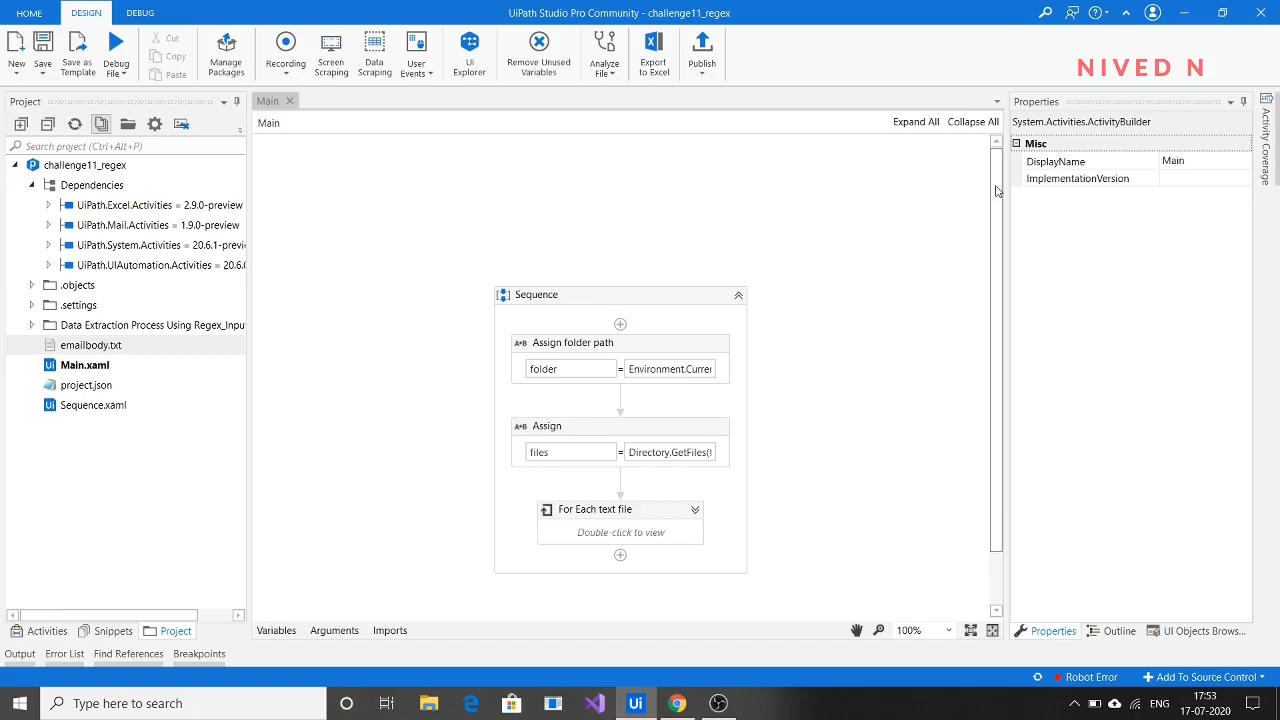 HOME
DESIGN
DEBUG
UiPath Studio Pro Community - challenge11_regex
New
Save
Save as Template
Debug File
Cut
Copy
Paste
Manage Packages
Recording
Screen Scraping
Data Scraping
User Events
UI Explorer
Remove Unused Variables
Analyze File
Export to Excel
Publish
NIVED N
Project
Main
Properties
Main
Expand All
Collapse All
System.Activities.ActivityBuilder
Search project (Ctrl+Alt+P)
Misc
DisplayName
Main
ImplementationVersion
Activity Coverage
challenge11_regex
Dependencies
UiPath.Excel.Activities = 2.9.0-preview
UiPath.Mail.Activities = 1.9.0-preview
UiPath.System.Activities = 20.6.1-previ
UiPath.UIAutomation.Activities = 20.6.0
.objects
.settings
Data Extraction Process Using Regex_Input
emailbody.txt
Main.xaml
project.json
Sequence.xaml
Sequence
A*B Assign folder path
folder = Environment.Curren
A*B Assign
files = Directory.GetFiles(f
For Each text file
Double-click to view
Activities
Snippets
Project
Variables
Arguments
Imports
100%
Properties
Outline
UI Objects Brows...
Output
Error List
Find References
Breakpoints
Robot Error
Add To Source Control
Type here to search
Ui
ENG
17:53
17-07-2020